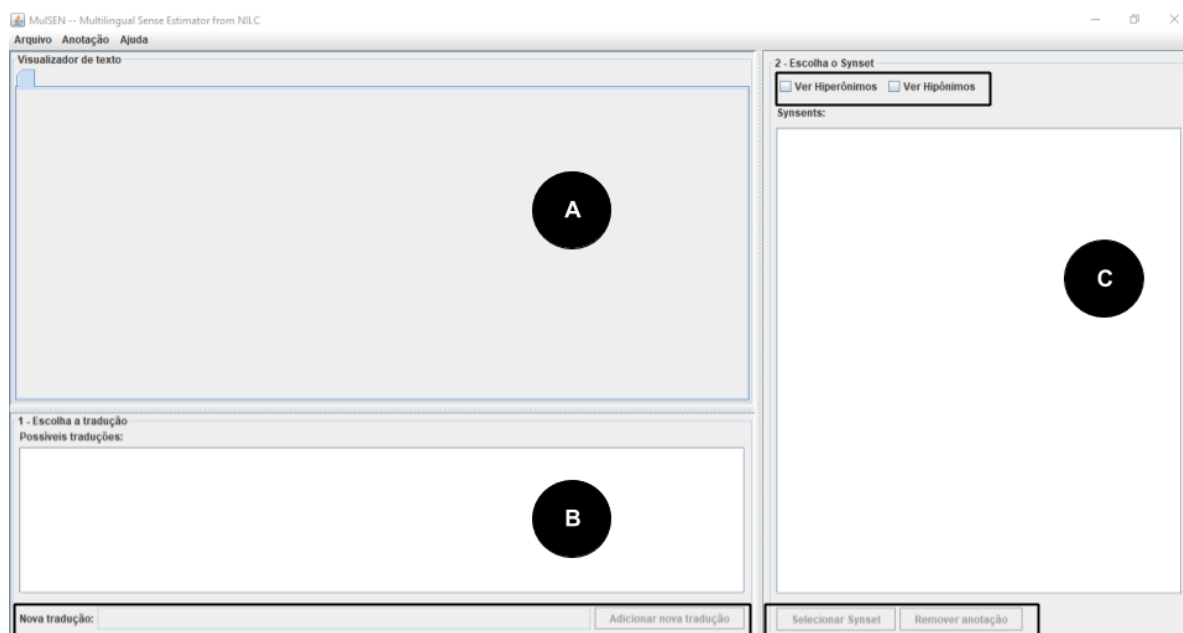 MulSEN -- Multilingual Sense Estimator from NILC
Arquivo Anotação Ajuda
Visualizador de texto
A
1 - Escolha a tradução
Possíveis traduções:
B
Nova tradução: Adicionar nova tradução
2 - Escolha o Synset
Ver Hiperônimos Ver Hipônimos
Synsents:
C
Selecionar Synset Remover anotação